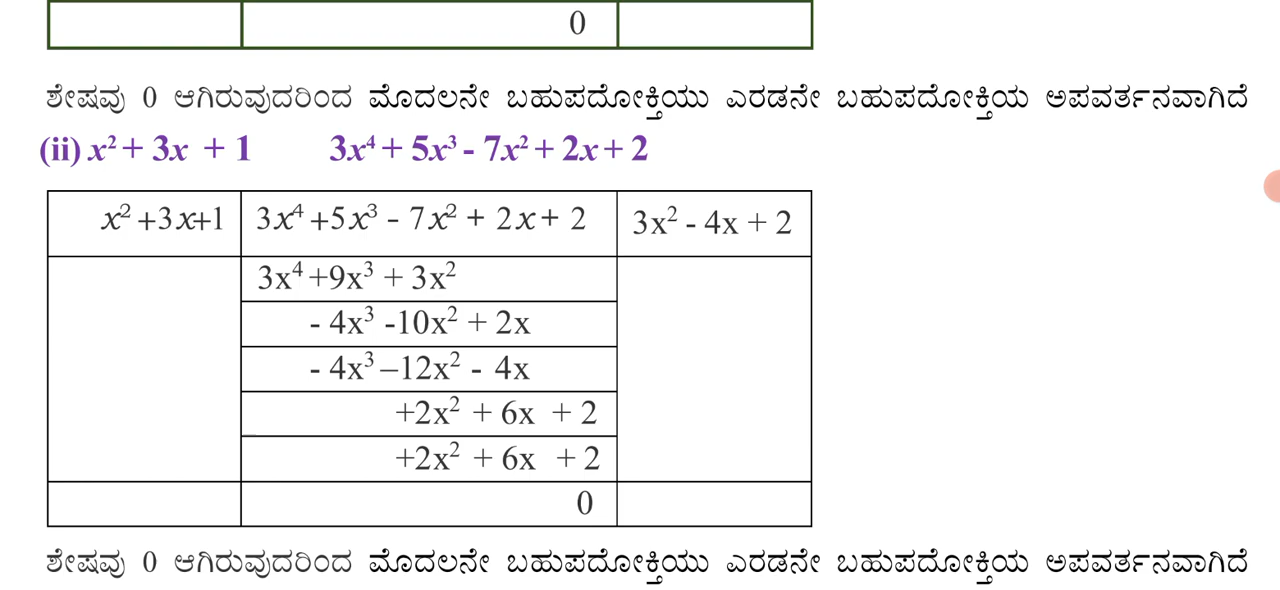 0
ಶೇಷವು 0 ಆಗಿರುವುದರಿಂದ ಮೊದಲನೇ ಬಹುಪದೋಕ್ತಿಯು ಎರಡನೇ ಬಹುಪದೋಕ್ತಿಯ ಅಪವರ್ತನವಾಗಿದೆ
(ii) x² + 3x + 1 3x⁴ + 5x³ - 7x² + 2x + 2
x² +3x+1 3x⁴ +5x³ - 7x² + 2x + 2 3x² - 4x + 2
3x⁴ +9x³ + 3x²
- 4x³ -10x² + 2x
- 4x³ –12x² - 4x
+2x² + 6x + 2
+2x² + 6x + 2
0
ಶೇಷವು 0 ಆಗಿರುವುದರಿಂದ ಮೊದಲನೇ ಬಹುಪದೋಕ್ತಿಯು ಎರಡನೇ ಬಹುಪದೋಕ್ತಿಯ ಅಪವರ್ತನವಾಗಿದೆ